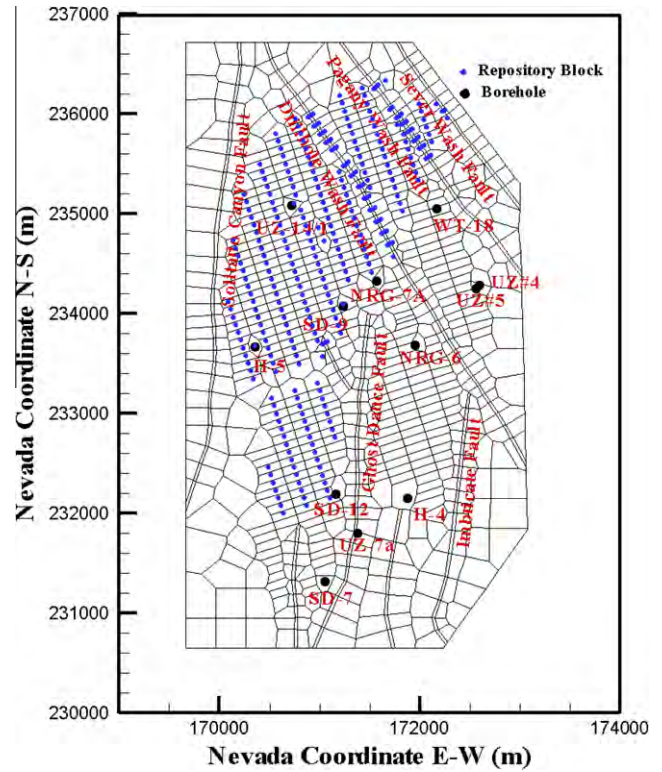 237000
236000
235000
234000
233000
232000
231000
230000
Nevada Coordinate N-S (m)
Repository Block
Borehole
Sever Wash Fault
Pagany Wash Fault
Drillhole Wash Fault
Solitario Canyon Fault
UZ-14/1
WT-18
UZ#4
UZ#5
NRG-7A
SD-9
H-5
NRG-6
Ghost Dance Fault
Imbricate Fault
SD-12
H-4
UZ-7a
SD-7
170000
172000
174000
Nevada Coordinate E-W (m)